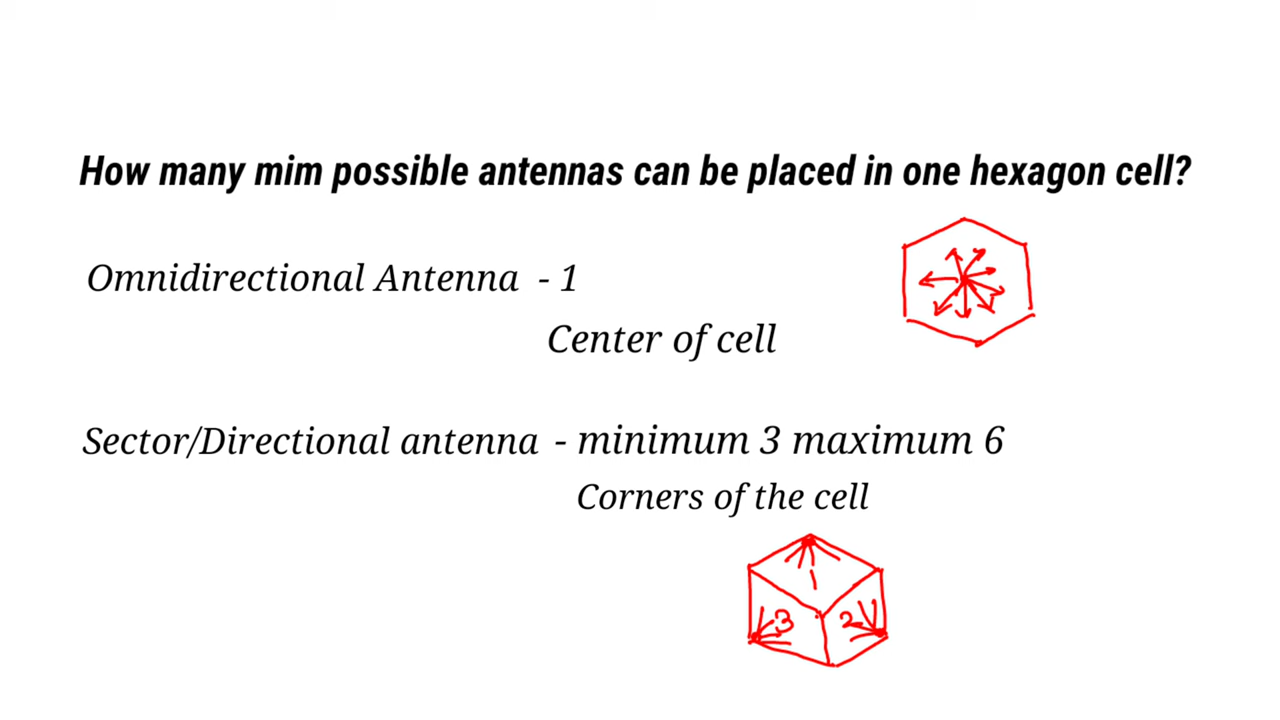 How many mim possible antennas can be placed in one hexagon cell?
Omnidirectional Antenna - 1
Center of cell
Sector/Directional antenna - minimum 3 maximum 6
Corners of the cell
1
3 2